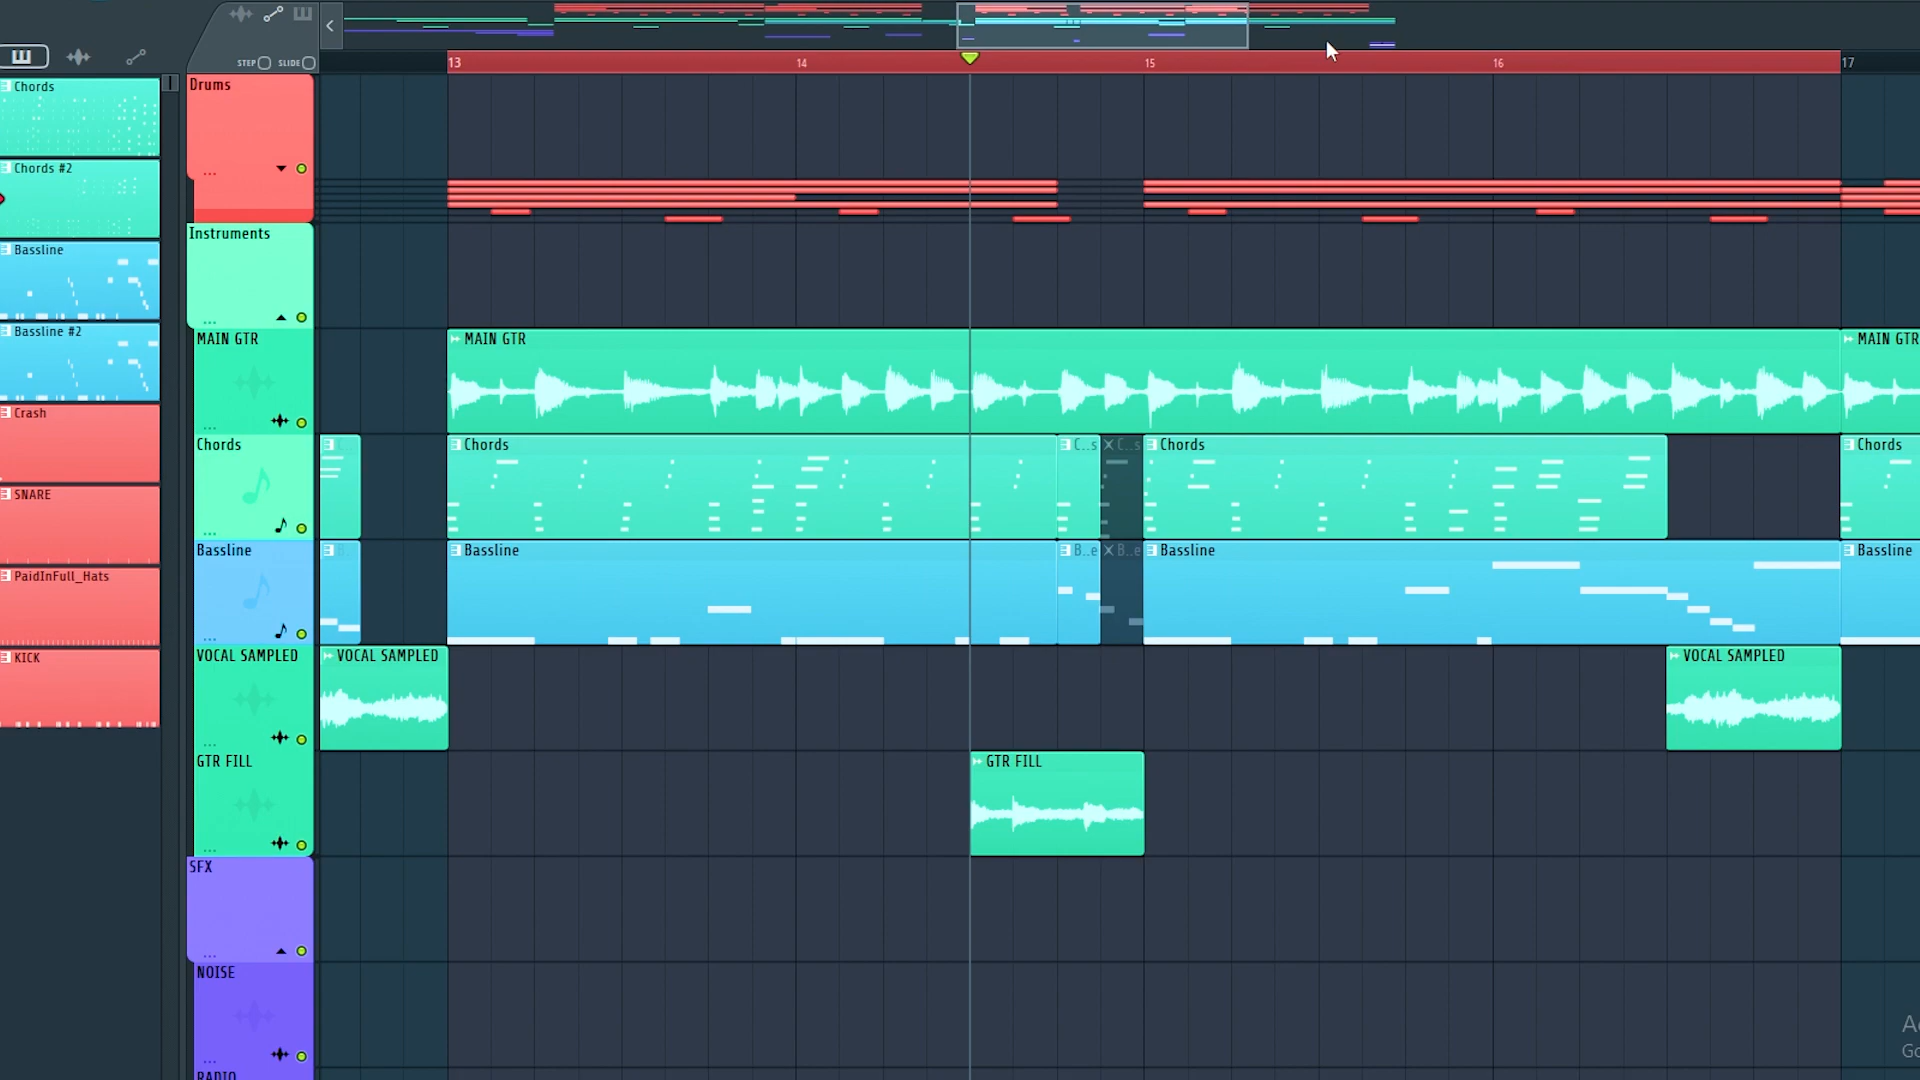 STEP SLIDE
13
14
15
16
17
Chords
Chords #2
Bassline
Bassline #2
Crash
SNARE
PaidInFull_Hats
KICK
Drums
...
Instruments
...
MAIN GTR
...
MAIN GTR
MAIN GTR
Chords
...
Chords
C..s
C..s
Chords
Chords
Bassline
...
Bassline
B..e
B..e
Bassline
Bassline
VOCAL SAMPLED
...
VOCAL SAMPLED
VOCAL SAMPLED
GTR FILL
...
GTR FILL
SFX
...
NOISE
...
RADIO